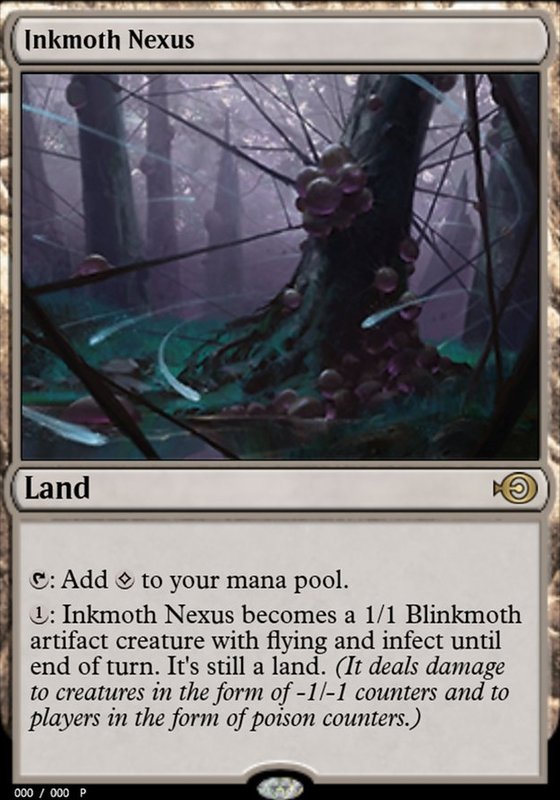 Inkmoth Nexus
Land
: Add to your mana pool.
1: Inkmoth Nexus becomes a 1/1 Blinkmoth
artifact creature with flying and infect until
end of turn. It's still a land. (It deals damage
to creatures in the form of -1/-1 counters and to
players in the form of poison counters.)
000 / 000 P